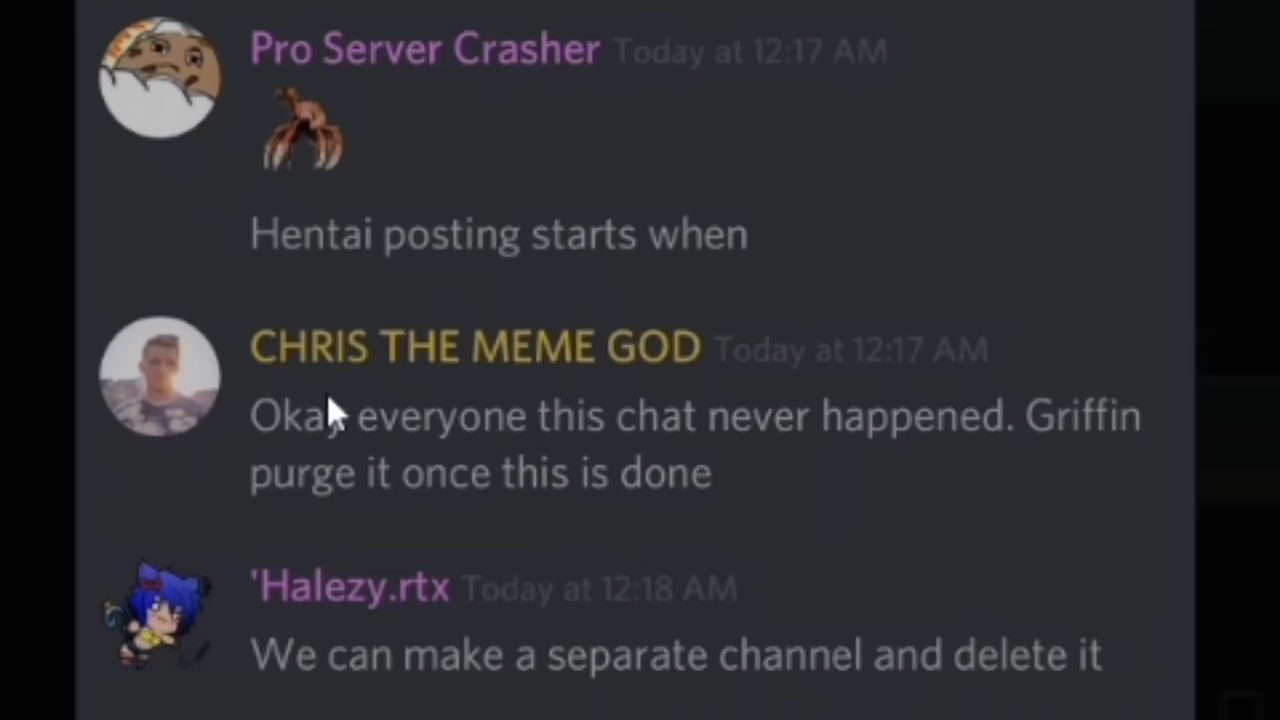 Pro Server Crasher Today at 12:17 AM
Hentai posting starts when
CHRIS THE MEME GOD Today at 12:17 AM
Okay everyone this chat never happened. Griffin
purge it once this is done
'Halezy.rtx Today at 12:18 AM
We can make a separate channel and delete it